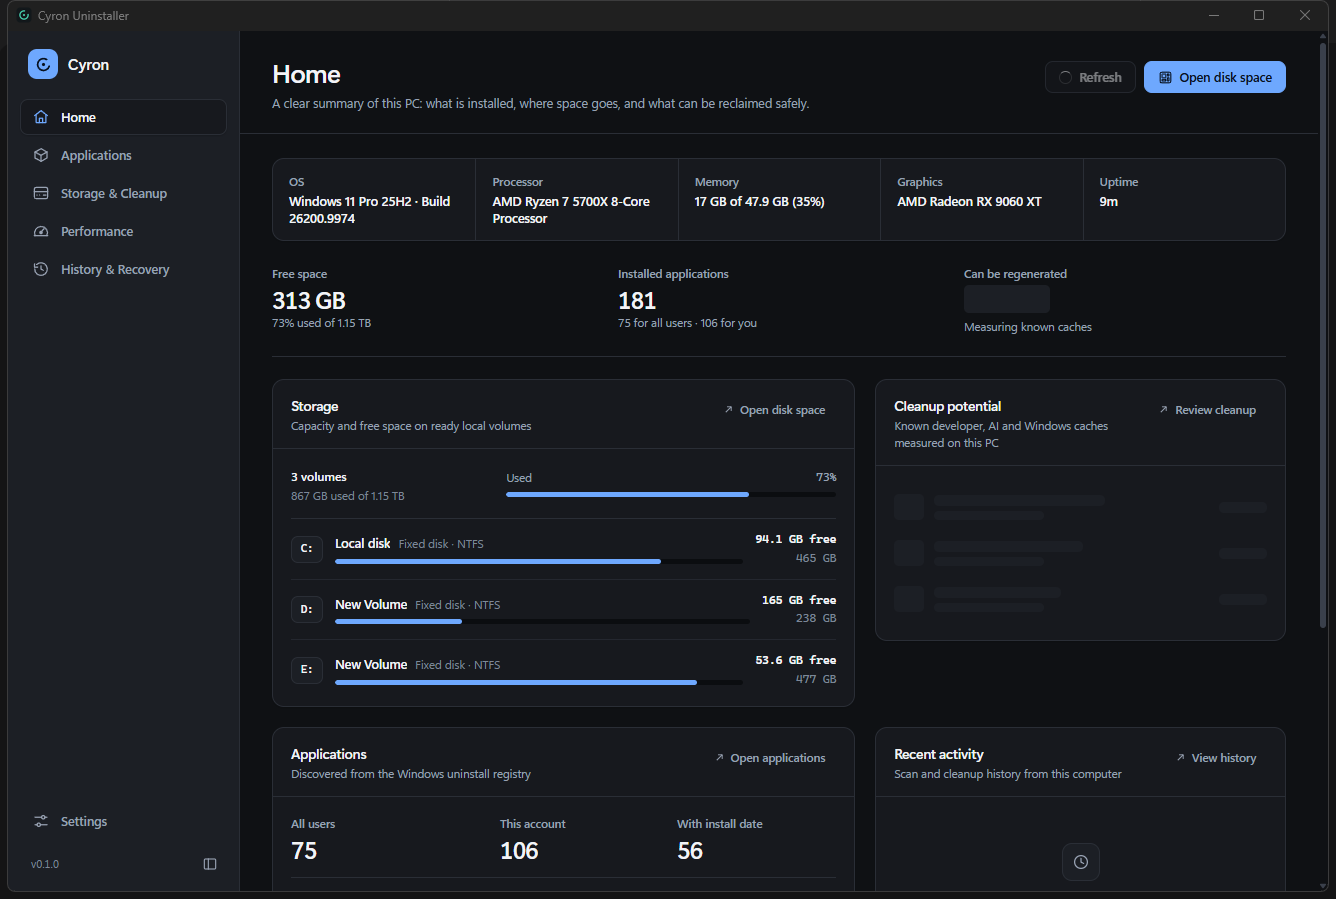 Cyron Uninstaller
Cyron
Home
Applications
Storage & Cleanup
Performance
History & Recovery
Settings
v0.1.0
Home
A clear summary of this PC: what is installed, where space goes, and what can be reclaimed safely.
Refresh
Open disk space
OS
Windows 11 Pro 25H2 · Build
26200.9974
Processor
AMD Ryzen 7 5700X 8-Core
Processor
Memory
17 GB of 47.9 GB (35%)
Graphics
AMD Radeon RX 9060 XT
Uptime
9m
Free space
313 GB
73% used of 1.15 TB
Installed applications
181
75 for all users · 106 for you
Can be regenerated
Measuring known caches
Storage
Capacity and free space on ready local volumes
Open disk space
3 volumes
867 GB used of 1.15 TB
Used
73%
C:
Local disk Fixed disk · NTFS
94.1 GB free
465 GB
D:
New Volume Fixed disk · NTFS
165 GB free
238 GB
E:
New Volume Fixed disk · NTFS
53.6 GB free
477 GB
Cleanup potential
Known developer, AI and Windows caches
measured on this PC
Review cleanup
Applications
Discovered from the Windows uninstall registry
Open applications
All users
75
This account
106
With install date
56
Recent activity
Scan and cleanup history from this computer
View history